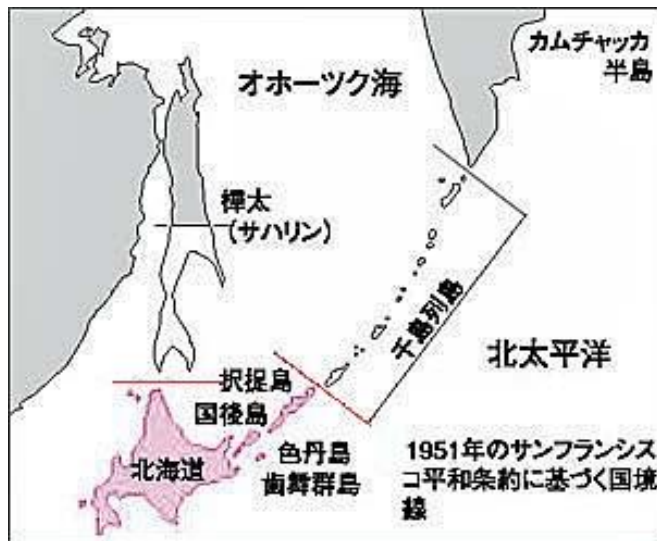 カムチャッカ
半島
オホーツク海
樺太
(サハリン)
千島列島
北太平洋
択捉島
国後島
北海道
色丹島
歯舞群島
1951年のサンフランシス
コ平和条約に基づく国境
線